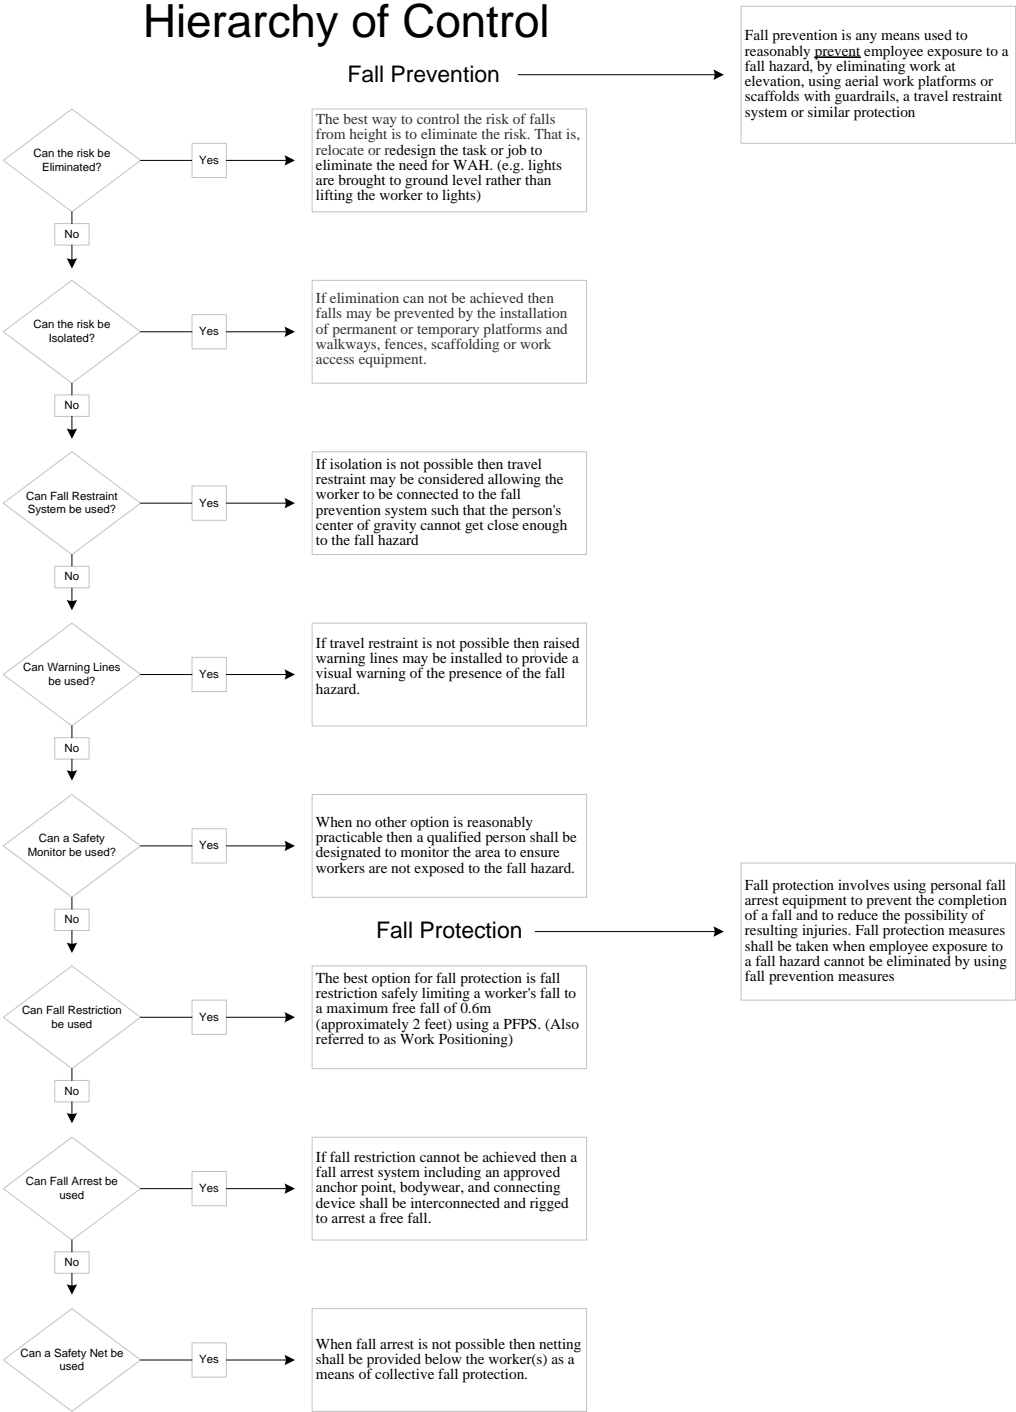 Hierarchy of Control
Fall Prevention
Fall prevention is any means used to
reasonably prevent employee exposure to a
fall hazard, by eliminating work at
elevation, using aerial work platforms or
scaffolds with guardrails, a travel restraint
system or similar protection
Can the risk be
Eliminated?
Yes
The best way to control the risk of falls
from height is to eliminate the risk. That is,
relocate or redesign the task or job to
eliminate the need for WAH. (e.g. lights
are brought to ground level rather than
lifting the worker to lights)
No
Can the risk be
Isolated?
Yes
If elimination can not be achieved then
falls may be prevented by the installation
of permanent or temporary platforms and
walkways, fences, scaffolding or work
access equipment.
No
Can Fall Restraint
System be used?
Yes
If isolation is not possible then travel
restraint may be considered allowing the
worker to be connected to the fall
prevention system such that the person's
center of gravity cannot get close enough
to the fall hazard
No
Can Warning Lines
be used?
Yes
If travel restraint is not possible then raised
warning lines may be installed to provide a
visual warning of the presence of the fall
hazard.
No
Can a Safety
Monitor be used?
Yes
When no other option is reasonably
practicable then a qualified person shall be
designated to monitor the area to ensure
workers are not exposed to the fall hazard.
No
Fall Protection
Fall protection involves using personal fall
arrest equipment to prevent the completion
of a fall and to reduce the possibility of
resulting injuries. Fall protection measures
shall be taken when employee exposure to
a fall hazard cannot be eliminated by using
fall prevention measures
Can Fall Restriction
be used
Yes
The best option for fall protection is fall
restriction safely limiting a worker's fall to
a maximum free fall of 0.6m
(approximately 2 feet) using a PFPS. (Also
referred to as Work Positioning)
No
Can Fall Arrest be
used
Yes
If fall restriction cannot be achieved then a
fall arrest system including an approved
anchor point, bodywear, and connecting
device shall be interconnected and rigged
to arrest a free fall.
No
Can a Safety Net be
used
Yes
When fall arrest is not possible then netting
shall be provided below the worker(s) as a
means of collective fall protection.